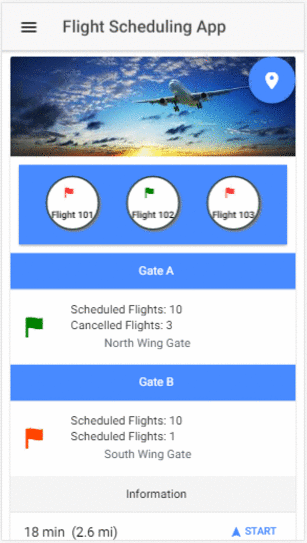 Flight Scheduling App
Flight 101
Flight 102
Flight 103
Gate A
Scheduled Flights: 10
Cancelled Flights: 3
North Wing Gate
Gate B
Scheduled Flights: 10
Scheduled Flights: 1
South Wing Gate
Information
18 min (2.6 mi)
START